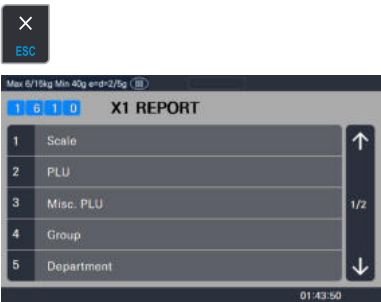 ×
ESC
Max 6/15kg Min 40g e=d=2/5g (III)
1 6 1 0 X1 REPORT
1 Scale
2 PLU
3 Misc. PLU
1/2
4 Group
5 Department
01:43:50